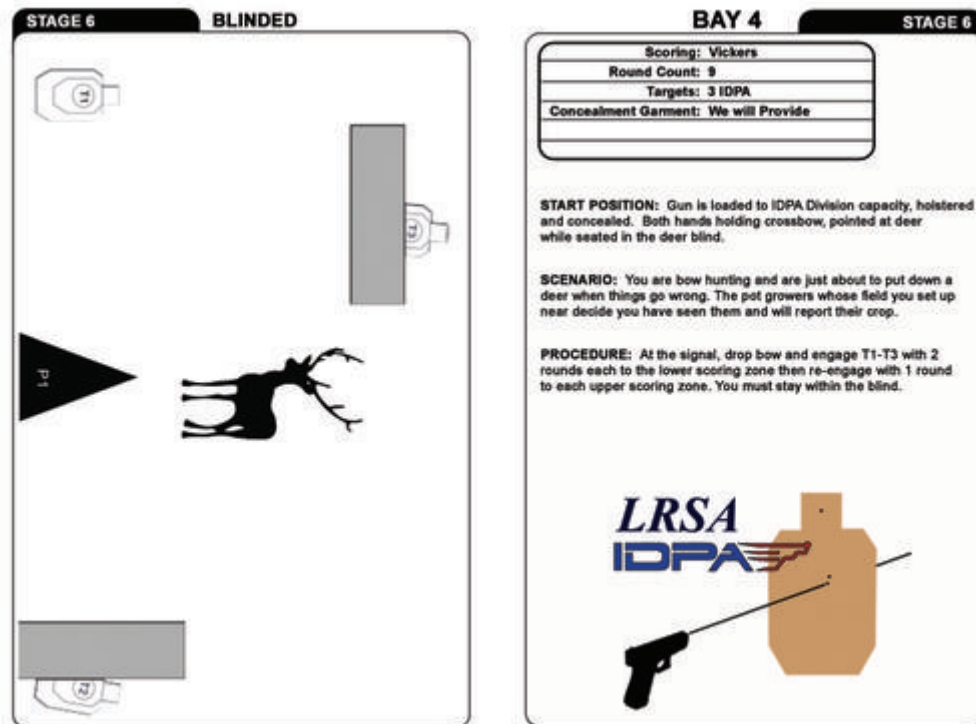 STAGE 6
BLINDED
T1
T3
P1
T2
BAY 4
STAGE 6
Scoring: Vickers
Round Count: 9
Targets: 3 IDPA
Concealment Garment: We will Provide
START POSITION: Gun is loaded to IDPA Division capacity, holstered
and concealed. Both hands holding crossbow, pointed at deer
while seated in the deer blind.
SCENARIO: You are bow hunting and are just about to put down a
deer when things go wrong. The pot growers whose field you set up
near decide you have seen them and will report their crop.
PROCEDURE: At the signal, drop bow and engage T1-T3 with 2
rounds each to the lower scoring zone then re-engage with 1 round
to each upper scoring zone. You must stay within the blind.
LRSA
IDPA